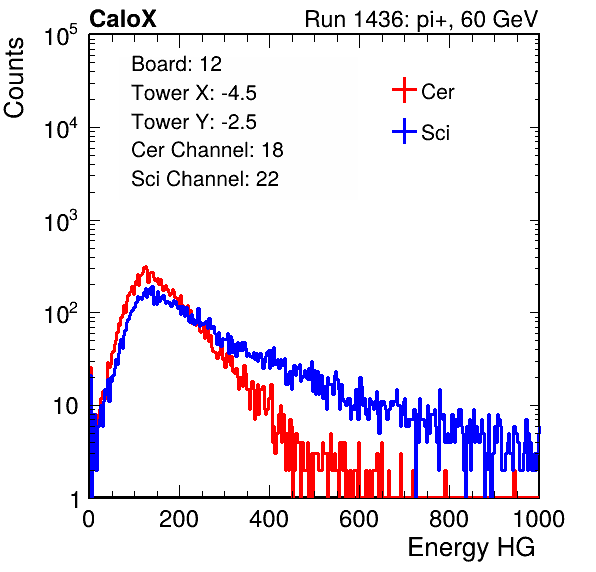 CaloX Run 1436: pi+, 60 GeV
Counts
Board: 12
Tower X: -4.5
Tower Y: -2.5
Cer Channel: 18
Sci Channel: 22
Cer
Sci
10^5
10^4
10^3
10^2
10
1
0 200 400 600 800 1000
Energy HG